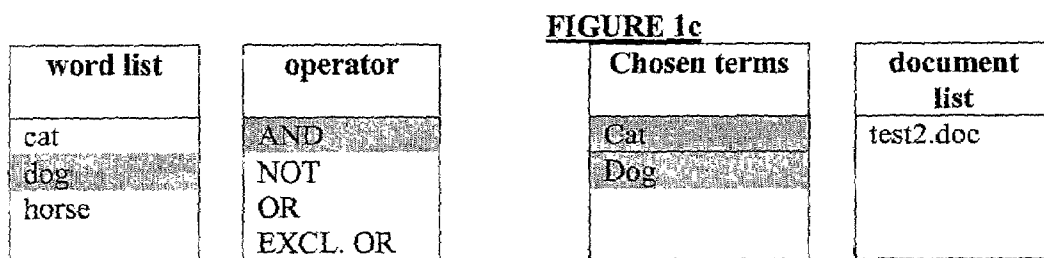 FIGURE 1c
word list
cat
dog
horse
operator
AND
NOT
OR
EXCL. OR
Chosen terms
Cat
Dog
document
list
test2.doc